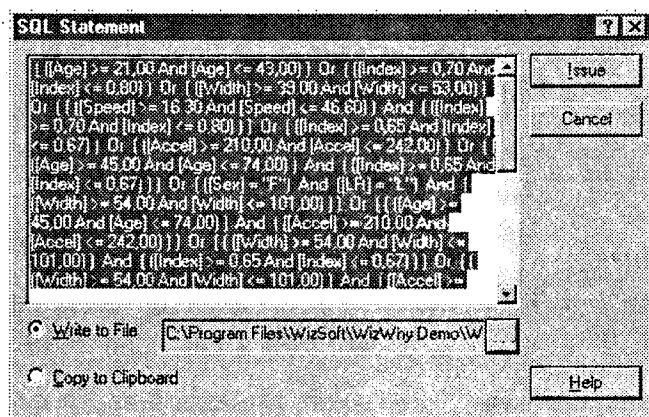 SQL Statement
( ([Age] >= 21,00 And [Age] <= 43,00) ) Or ( ([Index] >= 0,70 And
[Index] <= 0,80) ) Or ( ([Width] >= 39.00 And [Width] <= 53,00) )
Or ( ( ([Speed] >= 16.30 And [Speed] <= 46.60) ) And ( ([Index]
>= 0,70 And [Index] <= 0.80) ) ) Or ( ([Index] >= 0,65 And [Index]
<= 0.67) ) Or ( ([Accel] >= 210,00 And [Accel] <= 242,00) ) Or ( (
([Age] >= 45,00 And [Age] <= 74,00) ) And ( ([Index] >= 0.65 And
[Index] <= 0,67) ) ) Or ( ([Sex] = "F") And ([LR] = "L") And (
([Width] >= 54.00 And [Width] <= 101.00) ) ) Or ( ( ([Age] >=
45,00 And [Age] <= 74,00) ) And ( ([Accel] >= 210.00 And
[Accel] <= 242,00) ) ) Or ( ( ([Width] >= 54,00 And [Width] <=
101.00) ) And ( ([Index] >= 0.65 And [Index] <= 0.67) ) ) Or ( ( (
([Width] >= 54,00 And [Width] <= 101,00) ) And ( ([Accel] >=
Issue
Cancel
Write to File
C:\Program Files\WizSoft\WizWhy Demo\W
...
Copy to Clipboard
Help